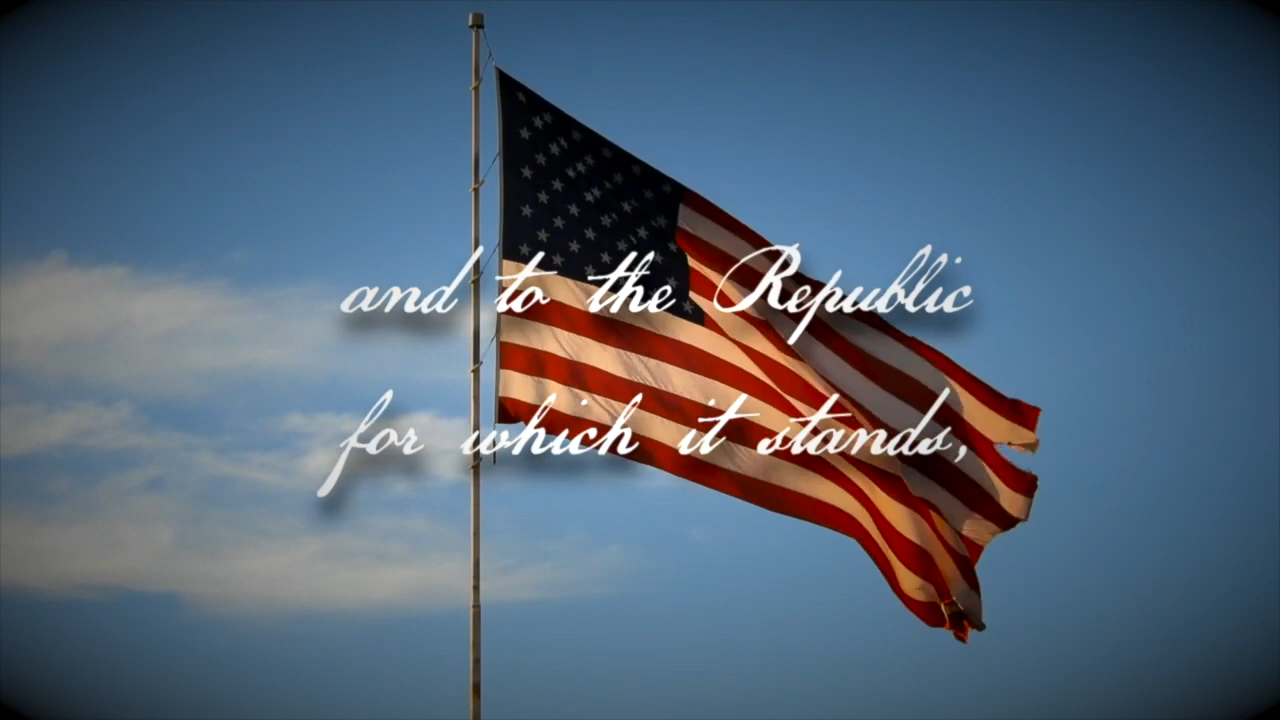 and to the Republic
for which it stands,